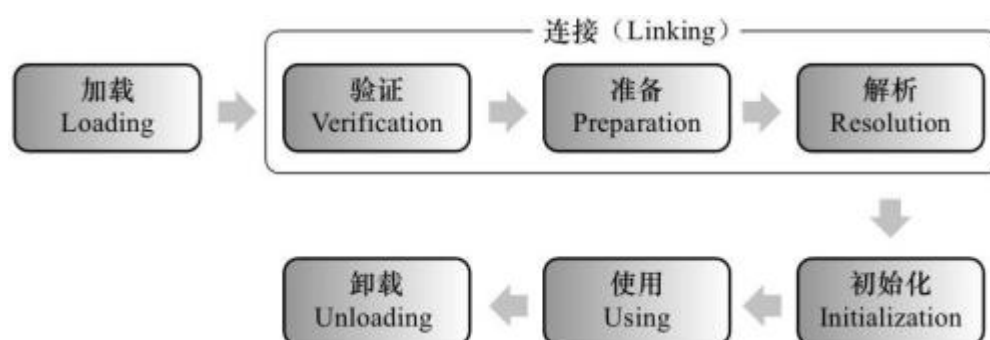 连接（Linking）
加载
Loading
验证
Verification
准备
Preparation
解析
Resolution
卸载
Unloading
使用
Using
初始化
Initialization